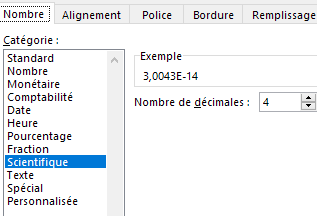 Nombre Alignement Police Bordure Remplissage
Catégorie :
Standard
Nombre
Monétaire
Comptabilité
Date
Heure
Pourcentage
Fraction
Scientifique
Texte
Spécial
Personnalisée
Exemple
3,0043E-14
Nombre de décimales : 4